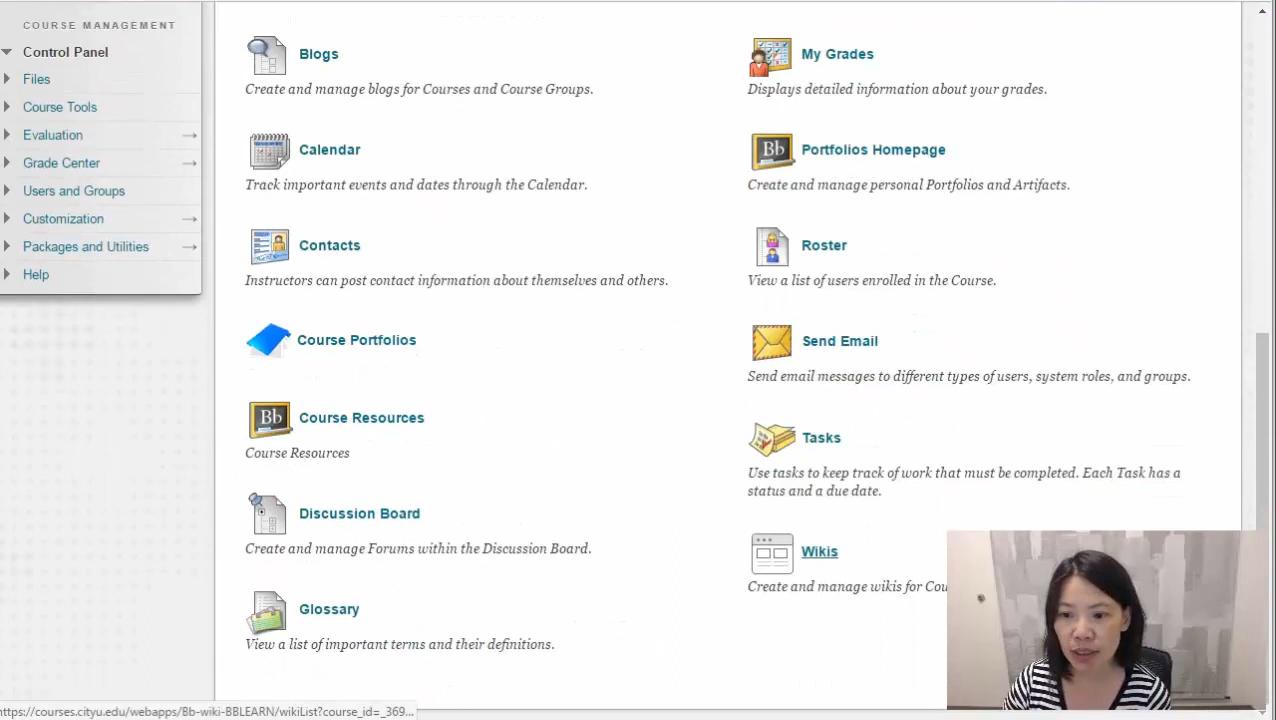 COURSE MANAGEMENT
Control Panel
Files
Course Tools
Evaluation
Grade Center
Users and Groups
Customization
Packages and Utilities
Help
Blogs
Create and manage blogs for Courses and Course Groups.
Calendar
Track important events and dates through the Calendar.
Contacts
Instructors can post contact information about themselves and others.
Course Portfolios
Bb
Course Resources
Course Resources
Discussion Board
Create and manage Forums within the Discussion Board.
Glossary
View a list of important terms and their definitions.
My Grades
Displays detailed information about your grades.
Bb
Portfolios Homepage
Create and manage personal Portfolios and Artifacts.
Roster
View a list of users enrolled in the Course.
Send Email
Send email messages to different types of users, system roles, and groups.
Tasks
Use tasks to keep track of work that must be completed. Each Task has a
status and a due date.
Wikis
Create and manage wikis for Cou
https://courses.cityu.edu/webapps/Bb-wiki-BBLEARN/wikiList?course_id=_369...